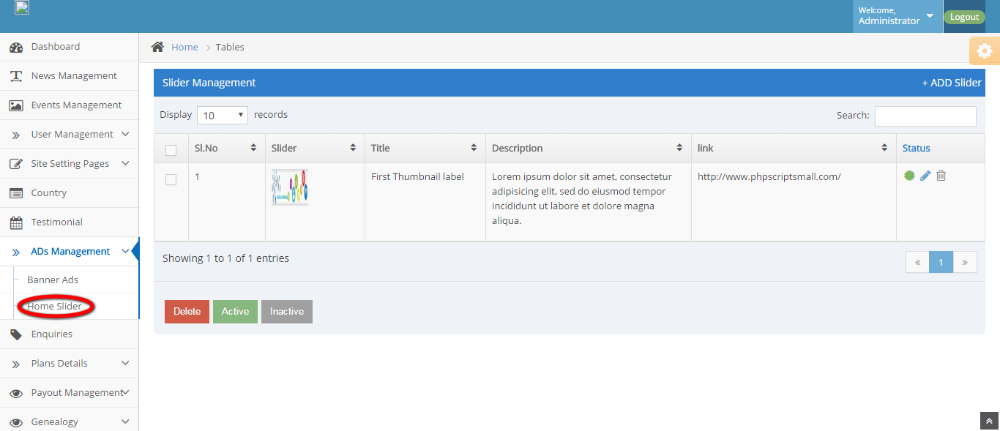 Welcome,
Administrator
Logout
Dashboard
News Management
Events Management
User Management
Site Setting Pages
Country
Testimonial
ADs Management
Banner Ads
Home Slider
Enquiries
Plans Details
Payout Management
Genealogy
Home > Tables
Slider Management
+ ADD Slider
Display 10 records
Search:
Sl.No Slider Title Description link Status
1 First Thumbnail label Lorem ipsum dolor sit amet, consectetur http://www.phpscriptsmall.com/
adipisicing elit, sed do eiusmod tempor
incididunt ut labore et dolore magna
aliqua.
Showing 1 to 1 of 1 entries
« 1 »
Delete Active Inactive